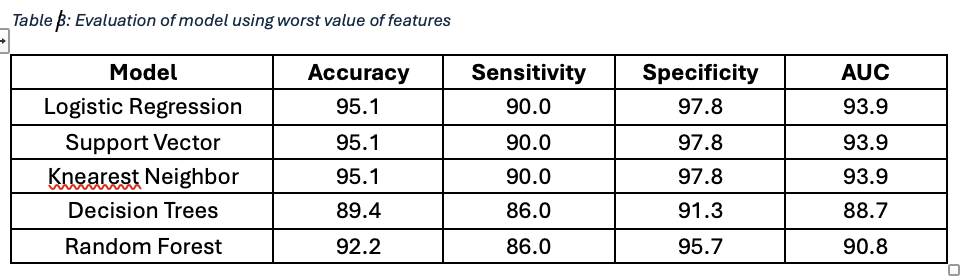 Table 3: Evaluation of model using worst value of features
Model Accuracy Sensitivity Specificity AUC
Logistic Regression 95.1 90.0 97.8 93.9
Support Vector 95.1 90.0 97.8 93.9
Knearest Neighbor 95.1 90.0 97.8 93.9
Decision Trees 89.4 86.0 91.3 88.7
Random Forest 92.2 86.0 95.7 90.8